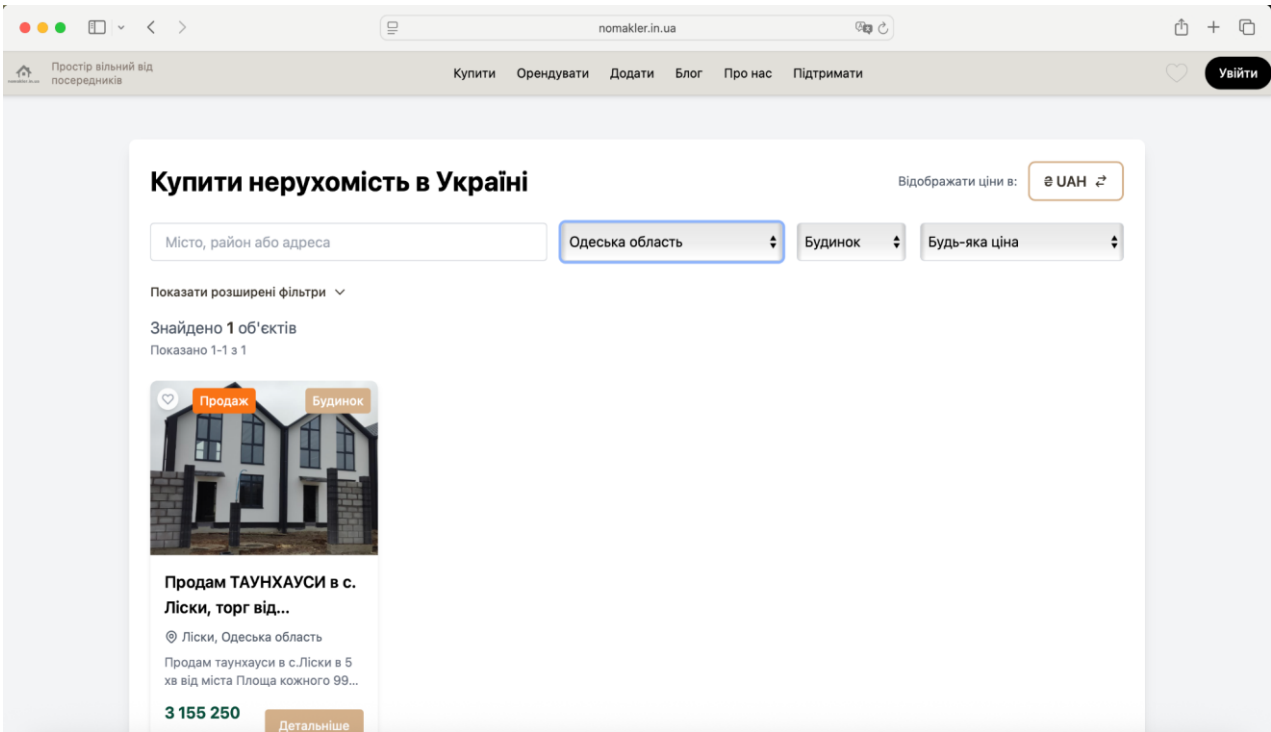 nomakler.in.ua
Простір вільний від
посередників
Купити Орендувати Додати Блог Про нас Підтримати
Увійти
Купити нерухомість в Україні
Відображати ціни в: ₴ UAH
Місто, район або адреса
Одеська область
Будинок
Будь-яка ціна
Показати розширені фільтри
Знайдено 1 об'єктів
Показано 1-1 з 1
Продаж
Будинок
Продам ТАУНХАУСИ в с.
Ліски, торг від...
Ліски, Одеська область
Продам таунхауси в с.Ліски в 5
хв від міста Площа кожного 99...
3 155 250
Детальніше